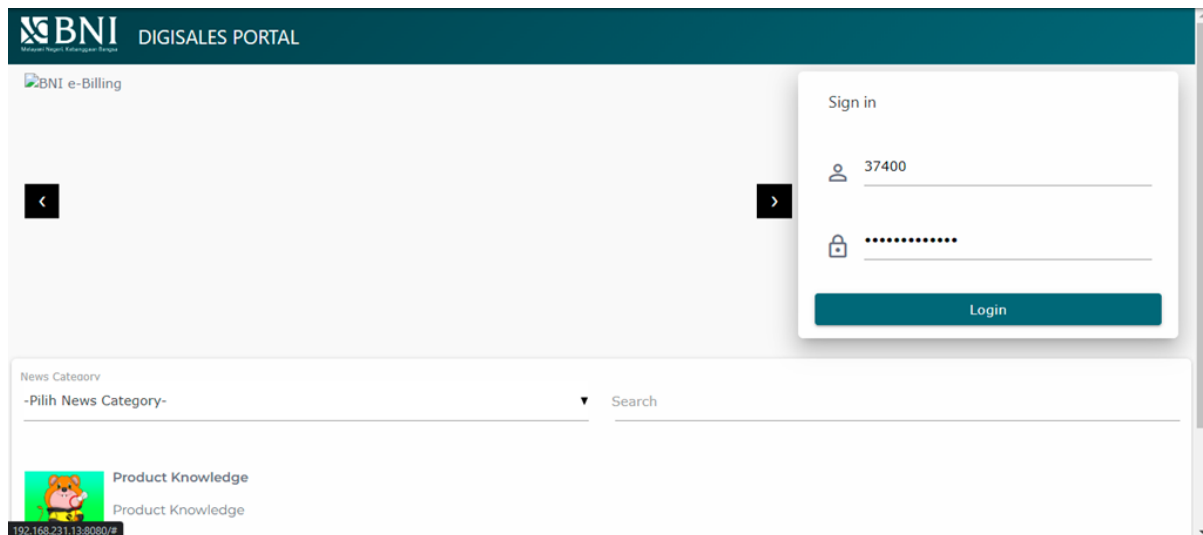 BNI
Melayani Negeri, Kebanggaan Bangsa
DIGISALES PORTAL
BNI e-Billing
Sign in
37400
•••••••••••••
Login
News Category
-Pilih News Category-
Search
Product Knowledge
Product Knowledge
192.168.231.13:8080/#